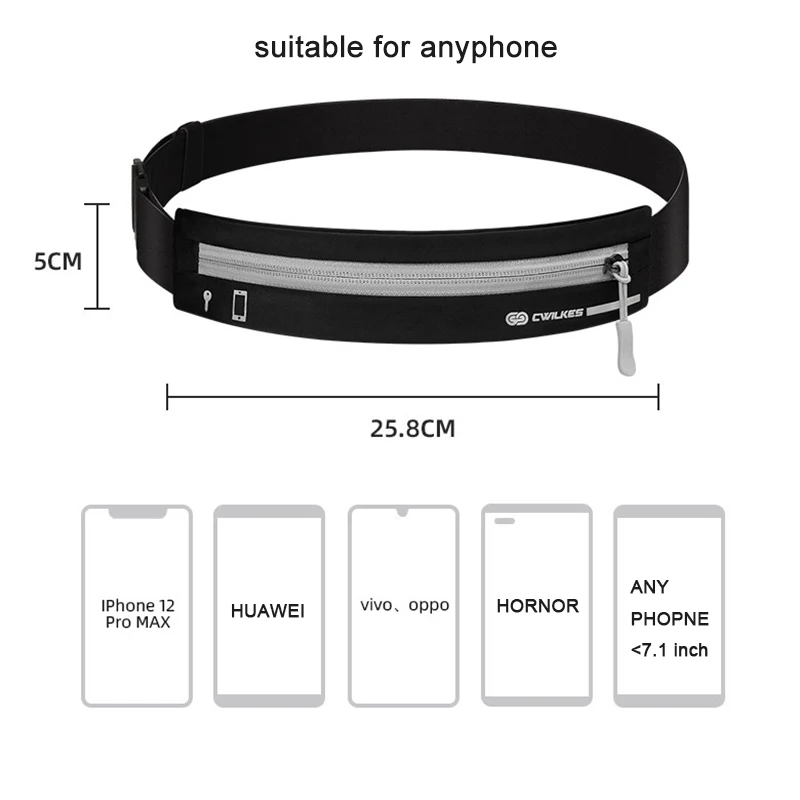 suitable for anyphone
5CM
CWILKES
25.8CM
IPhone 12
Pro MAX
HUAWEI
vivo、oppo
HORNOR
ANY
PHOPNE
<7.1 inch